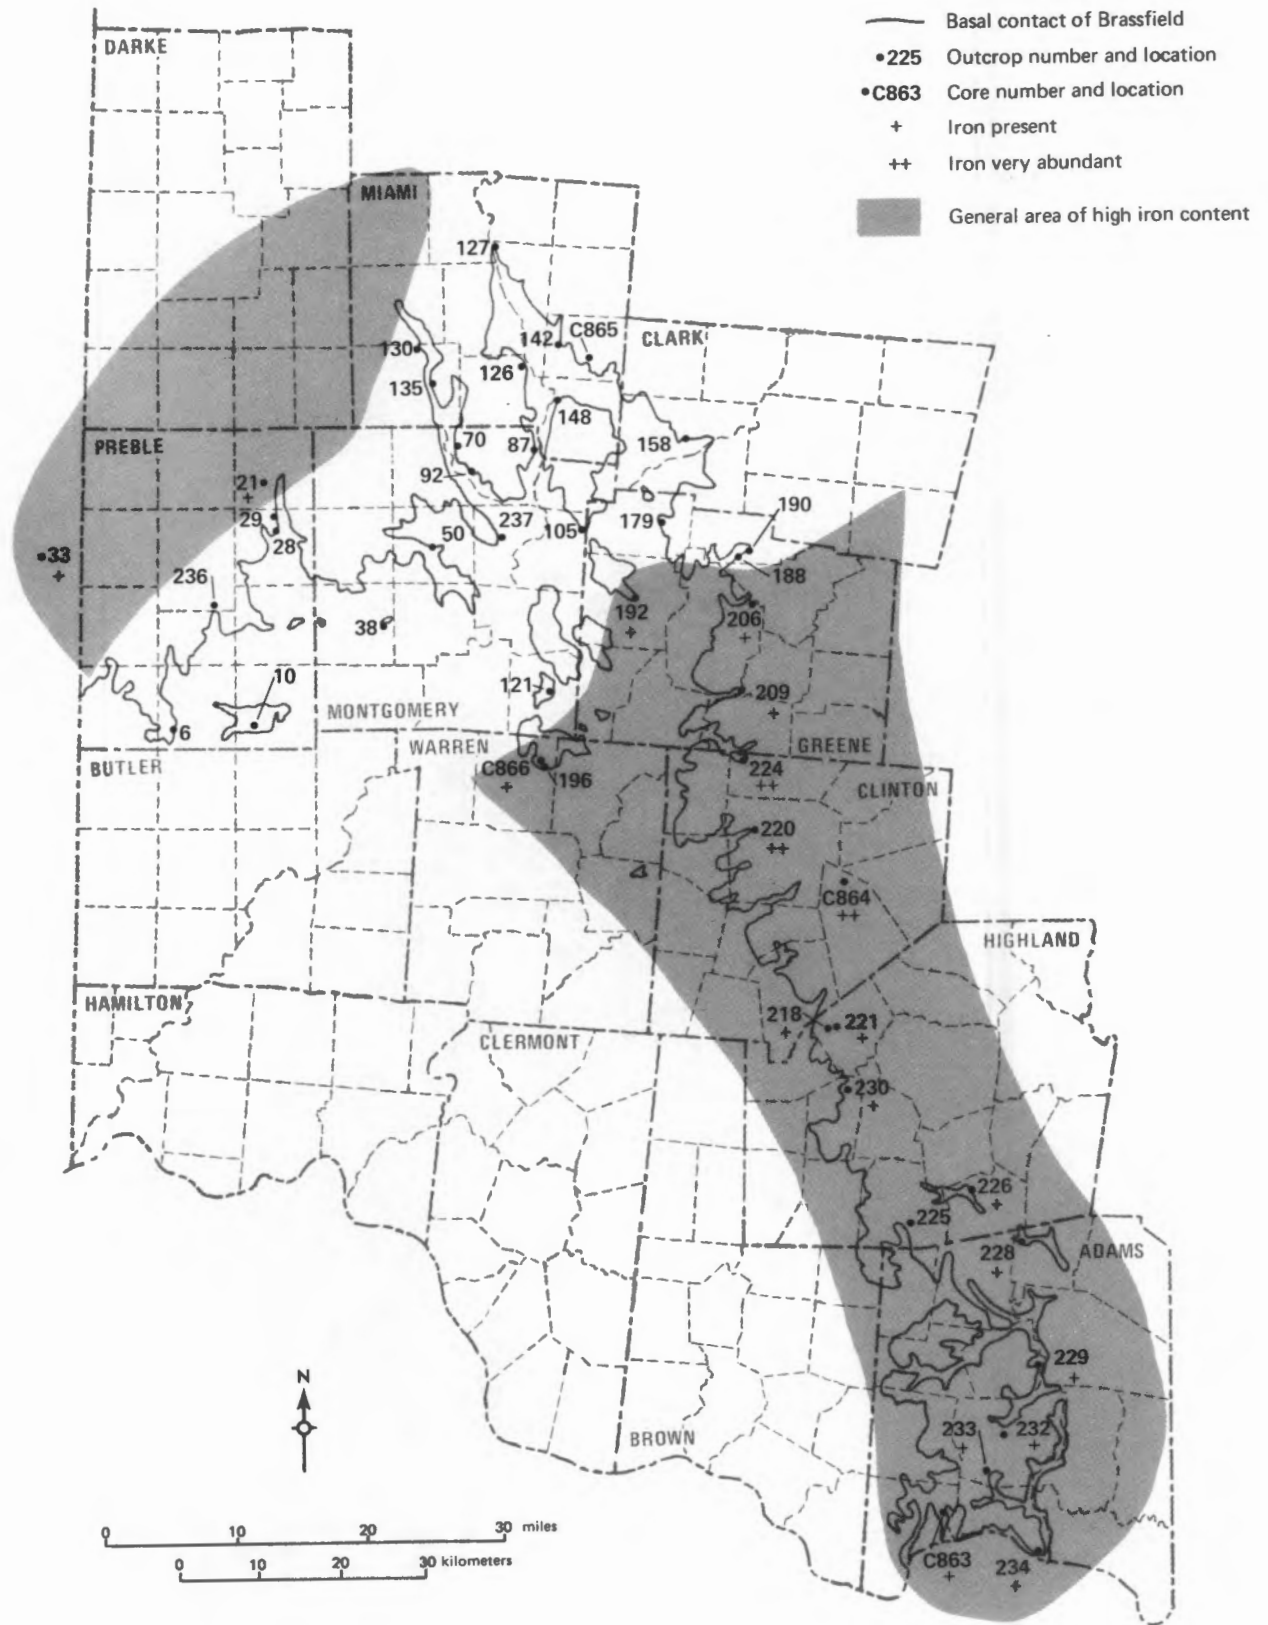 Basal contact of Brassfield
•225 Outcrop number and location
•C863 Core number and location
+ Iron present
++ Iron very abundant
General area of high iron content
DARKE
MIAMI
127
142
C865
CLARK
130
126
135
148
PREBLE
70
87
158
92
21
+
29
28
50
237
105
179
190
188
33
+
236
38
192
+
206
+
10
121
209
+
6
MONTGOMERY
WARREN
GREENE
BUTLER
C866
+
196
224
++
CLINTON
220
++
C864
++
HIGHLAND
HAMILTON
218
+
221
+
CLERMONT
230
+
226
+
225
228
+
ADAMS
229
+
N
BROWN
233
+
232
+
0 10 20 30 miles
0 10 20 30 kilometers
C863
+
234
+